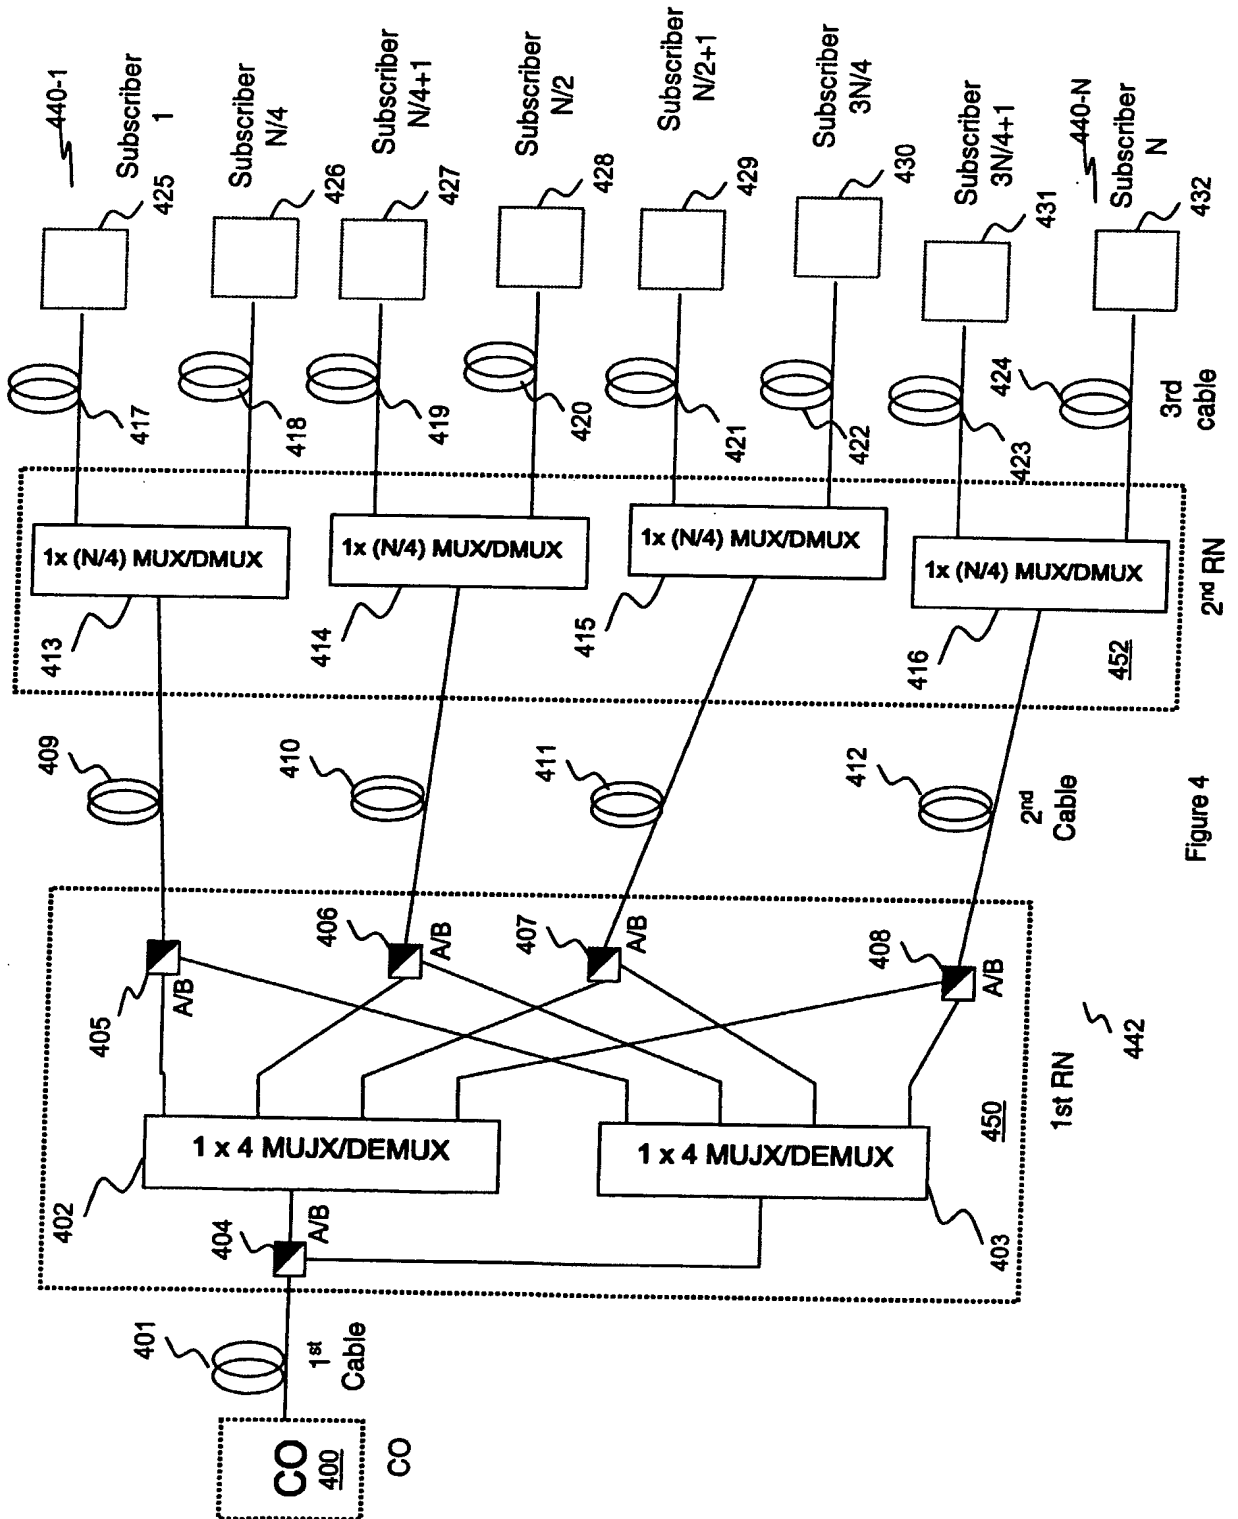 440-1
Subscriber
1
425
Subscriber
N/4
426
Subscriber
N/4+1
427
Subscriber
N/2
428
Subscriber
N/2+1
429
Subscriber
3N/4
430
Subscriber
3N/4+1
431
440-N
Subscriber
N
432
417
418
419
420
421
422
423
424
3rd
cable
1x (N/4) MUX/DMUX
413
1x (N/4) MUX/DMUX
414
1x (N/4) MUX/DMUX
415
1x (N/4) MUX/DMUX
416
452
2nd RN
409
410
411
412
2nd
Cable
405
A/B
406
A/B
407
A/B
408
A/B
1 x 4 MUJX/DEMUX
402
1 x 4 MUJX/DEMUX
403
404
A/B
450
1st RN
442
401
1st
Cable
CO
400
CO
Figure 4